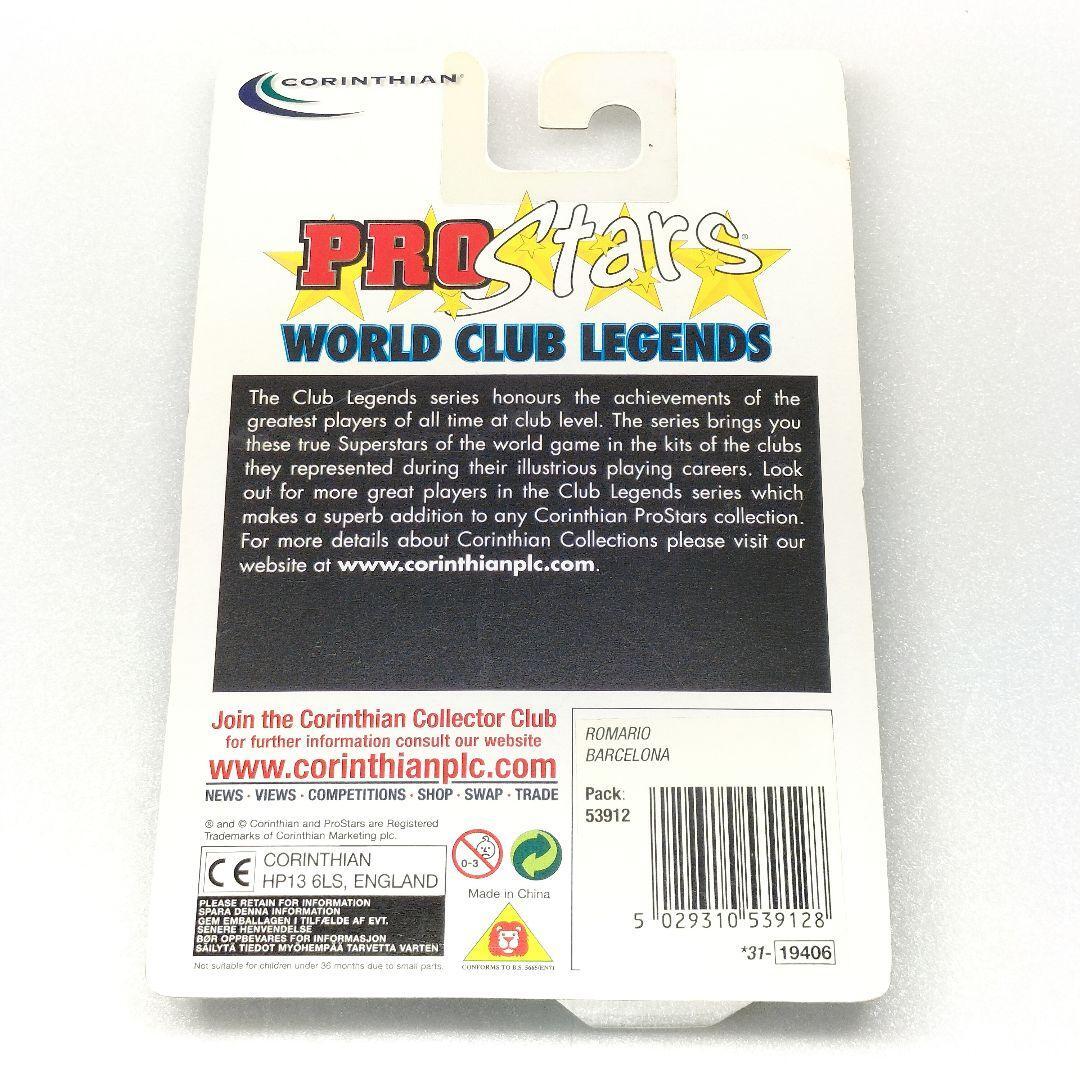 CORINTHIAN®
PROStars®
WORLD CLUB LEGENDS
The Club Legends series honours the achievements of the
greatest players of all time at club level. The series brings you
these true Superstars of the world game in the kits of the clubs
they represented during their illustrious playing careers. Look
out for more great players in the Club Legends series which
makes a superb addition to any Corinthian ProStars collection.
For more details about Corinthian Collections please visit our
website at www.corinthianplc.com.
Join the Corinthian Collector Club
for further information consult our website
www.corinthianplc.com
NEWS · VIEWS · COMPETITIONS · SHOP · SWAP · TRADE
® and © Corinthian and ProStars are Registered
Trademarks of Corinthian Marketing plc.
CE CORINTHIAN
HP13 6LS, ENGLAND
PLEASE RETAIN FOR INFORMATION
SPARA DENNA INFORMATION
GEM EMBALLAGEN I TILFÆLDE AF EVT.
SENERE HENVENDELSE
BØR OPPBEVARES FOR INFORMASJON
SÄILYTÄ TIEDOT MYÖHEMPÄÄ TARVETTA VARTEN
Not suitable for children under 36 months due to small parts.
0-3
Made in China
CONFORMS TO B.S. 5665/EN71
ROMARIO
BARCELONA
Pack:
53912
5 029310 539128
*31- 19406